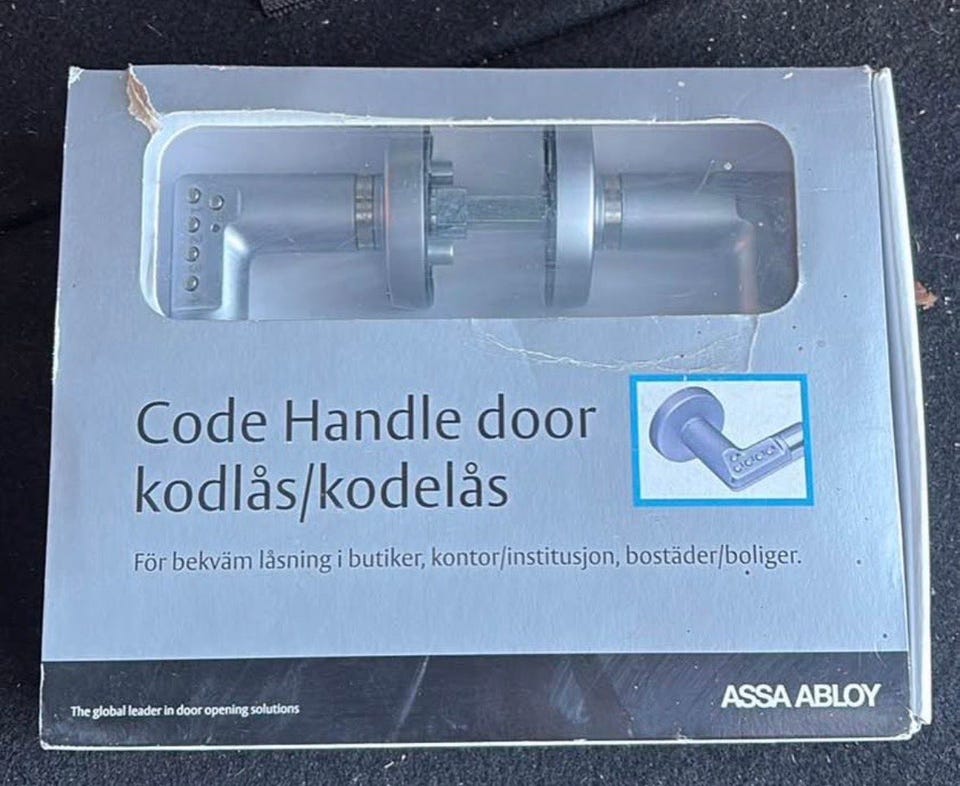 Code Handle door
kodlås/kodelås
För bekväm låsning i butiker, kontor/institusjon, bostäder/boliger.
The global leader in door opening solutions
ASSA ABLOY